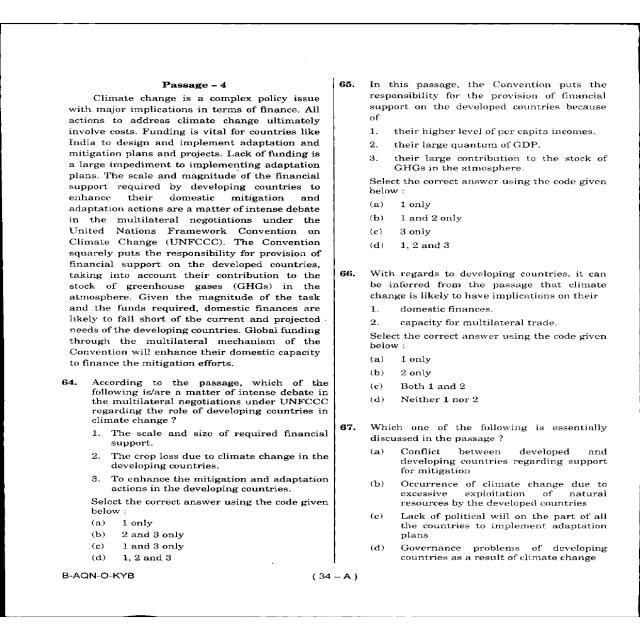 Passage – 4
Climate change is a complex policy issue
with major implications in terms of finance. All
actions to address climate change ultimately
involve costs. Funding is vital for countries like
India to design and implement adaptation and
mitigation plans and projects. Lack of funding is
a large impediment to implementing adaptation
plans. The scale and magnitude of the financial
support required by developing countries to
enhance their domestic mitigation and
adaptation actions are a matter of intense debate
in the multilateral negotiations under the
United Nations Framework Convention on
Climate Change (UNFCCC). The Convention
squarely puts the responsibility for provision of
financial support on the developed countries,
taking into account their contribution to the
stock of greenhouse gases (GHGs) in the
atmosphere. Given the magnitude of the task
and the funds required, domestic finances are
likely to fall short of the current and projected
needs of the developing countries. Global funding
through the multilateral mechanism of the
Convention will enhance their domestic capacity
to finance the mitigation efforts.
64. According to the passage, which of the
following is/are a matter of intense debate in
the multilateral negotiations under UNFCCC
regarding the role of developing countries in
climate change ?
1. The scale and size of required financial
support.
2. The crop loss due to climate change in the
developing countries.
3. To enhance the mitigation and adaptation
actions in the developing countries.
Select the correct answer using the code given
below :
(a) 1 only
(b) 2 and 3 only
(c) 1 and 3 only
(d) 1, 2 and 3
65. In this passage, the Convention puts the
responsibility for the provision of financial
support on the developed countries because
of
1. their higher level of per capita incomes.
2. their large quantum of GDP.
3. their large contribution to the stock of
GHGs in the atmosphere.
Select the correct answer using the code given
below :
(a) 1 only
(b) 1 and 2 only
(c) 3 only
(d) 1, 2 and 3
66. With regards to developing countries, it can
be inferred from the passage that climate
change is likely to have implications on their
1. domestic finances.
2. capacity for multilateral trade.
Select the correct answer using the code given
below :
(a) 1 only
(b) 2 only
(c) Both 1 and 2
(d) Neither 1 nor 2
67. Which one of the following is essentially
discussed in the passage ?
(a) Conflict between developed and
developing countries regarding support
for mitigation
(b) Occurrence of climate change due to
excessive exploitation of natural
resources by the developed countries
(c) Lack of political will on the part of all
the countries to implement adaptation
plans
(d) Governance problems of developing
countries as a result of climate change
B-AQN-O-KYB
( 34 – A )